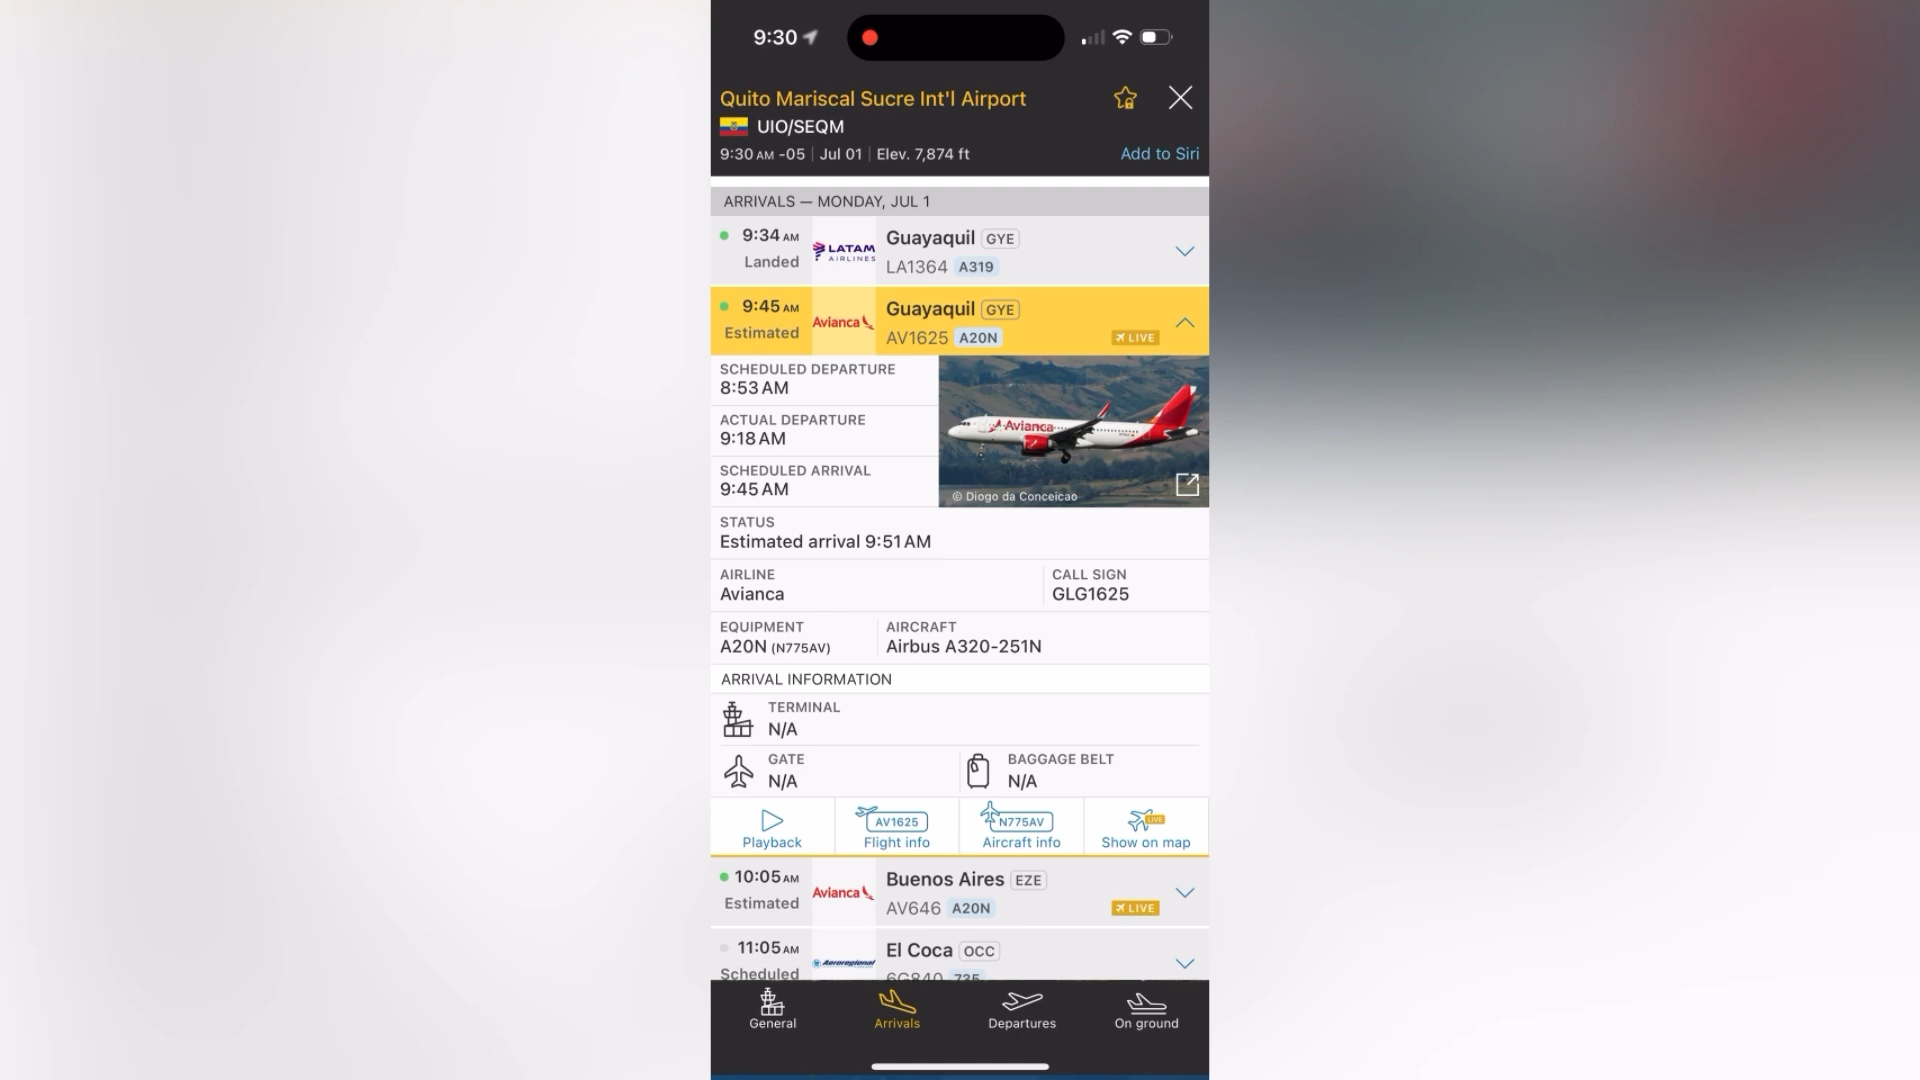 9:30
Quito Mariscal Sucre Int'l Airport
UIO/SEQM
9:30 AM -05 | Jul 01 | Elev. 7,874 ft
Add to Siri
ARRIVALS — MONDAY, JUL 1
9:34 AM
Landed
LATAM
AIRLINES
Guayaquil GYE
LA1364 A319
9:45 AM
Estimated
Avianca
Guayaquil GYE
AV1625 A20N
LIVE
SCHEDULED DEPARTURE
8:53 AM
ACTUAL DEPARTURE
9:18 AM
SCHEDULED ARRIVAL
9:45 AM
Avianca
© Diogo da Conceicao
STATUS
Estimated arrival 9:51 AM
AIRLINE
Avianca
CALL SIGN
GLG1625
EQUIPMENT
A20N (N775AV)
AIRCRAFT
Airbus A320-251N
ARRIVAL INFORMATION
TERMINAL
N/A
GATE
N/A
BAGGAGE BELT
N/A
Playback
AV1625
Flight info
N775AV
Aircraft info
LIVE
Show on map
10:05 AM
Estimated
Avianca
Buenos Aires EZE
AV646 A20N
LIVE
11:05 AM
Scheduled
Aeroregional
El Coca OCC
6G840 735
General
Arrivals
Departures
On ground